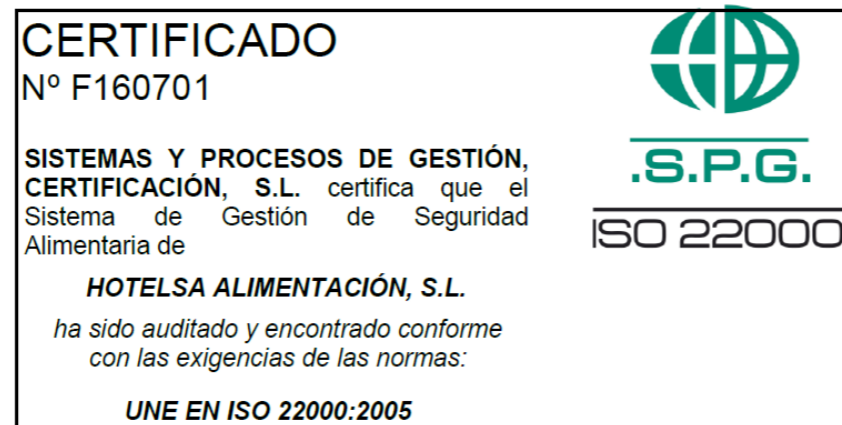 CERTIFICADO
Nº F160701
SISTEMAS Y PROCESOS DE GESTIÓN,
CERTIFICACIÓN, S.L. certifica que el
Sistema de Gestión de Seguridad
Alimentaria de
HOTELSA ALIMENTACIÓN, S.L.
ha sido auditado y encontrado conforme
con las exigencias de las normas:
UNE EN ISO 22000:2005
.S.P.G.
ISO 22000